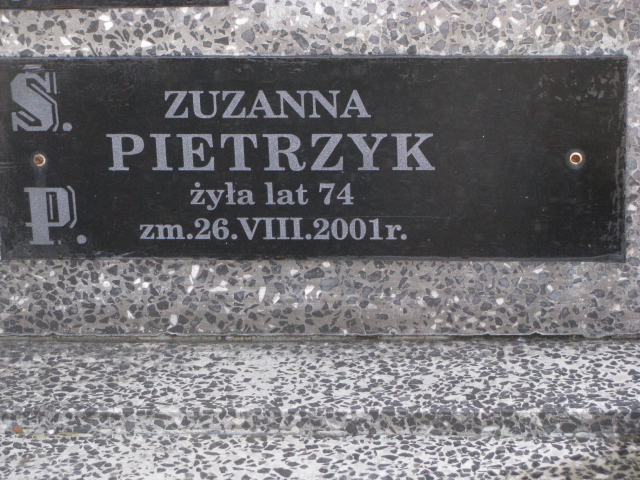 Ś.
P.
ZUZANNA
PIETRZYK
żyła lat 74
zm.26.VIII.2001r.